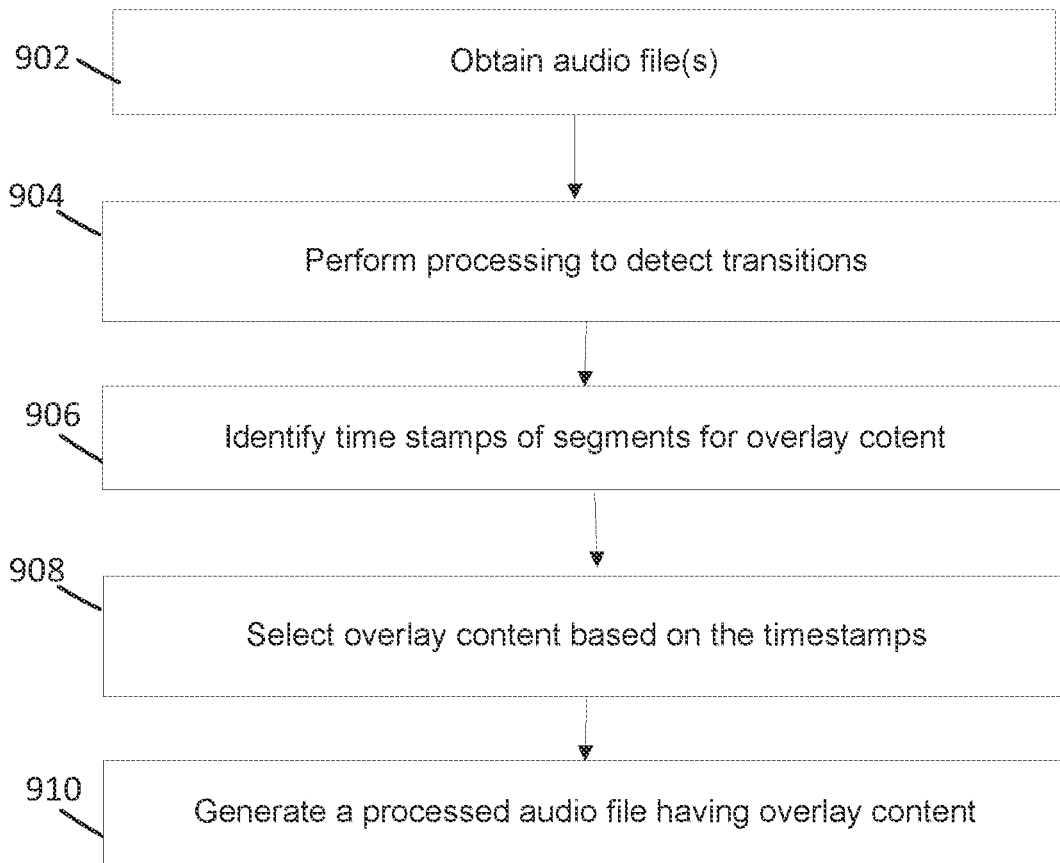 902
Obtain audio file(s)
904
Perform processing to detect transitions
906
Identify time stamps of segments for overlay cotent
908
Select overlay content based on the timestamps
910
Generate a processed audio file having overlay content